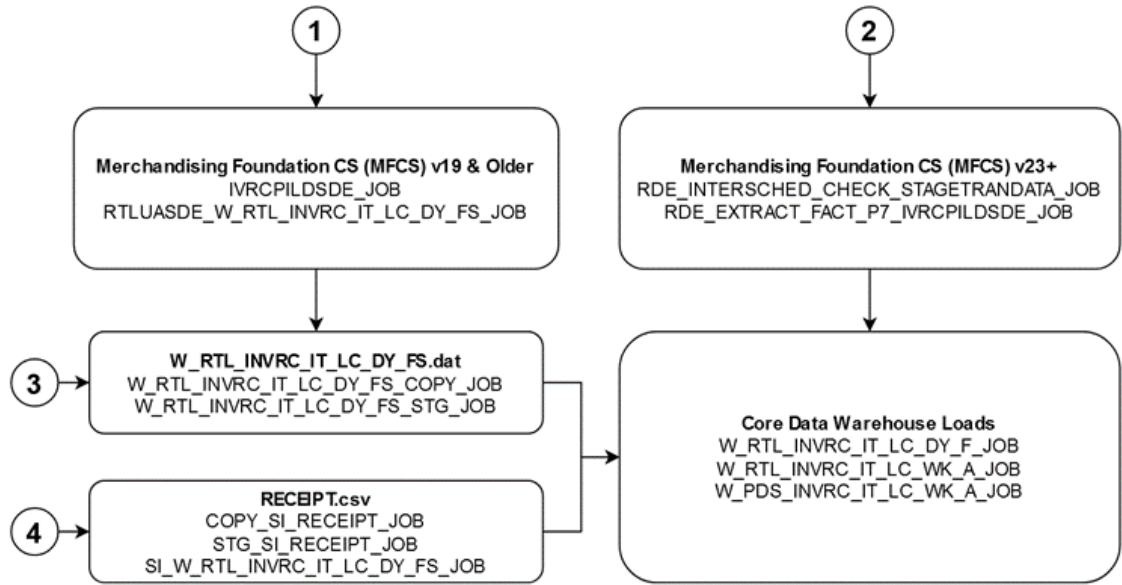 1
2
Merchandising Foundation CS (MFCS) v19 & Older
IVRCPILDSDE_JOB
RTLUASDE_W_RTL_INVRC_IT_LC_DY_FS_JOB
Merchandising Foundation CS (MFCS) v23+
RDE_INTERSCHED_CHECK_STAGETRANDATA_JOB
RDE_EXTRACT_FACT_P7_IVRCPILDSDE_JOB
3
W_RTL_INVRC_IT_LC_DY_FS.dat
W_RTL_INVRC_IT_LC_DY_FS_COPY_JOB
W_RTL_INVRC_IT_LC_DY_FS_STG_JOB
4
RECEIPT.csv
COPY_SI_RECEIPT_JOB
STG_SI_RECEIPT_JOB
SI_W_RTL_INVRC_IT_LC_DY_FS_JOB
Core Data Warehouse Loads
W_RTL_INVRC_IT_LC_DY_F_JOB
W_RTL_INVRC_IT_LC_WK_A_JOB
W_PDS_INVRC_IT_LC_WK_A_JOB